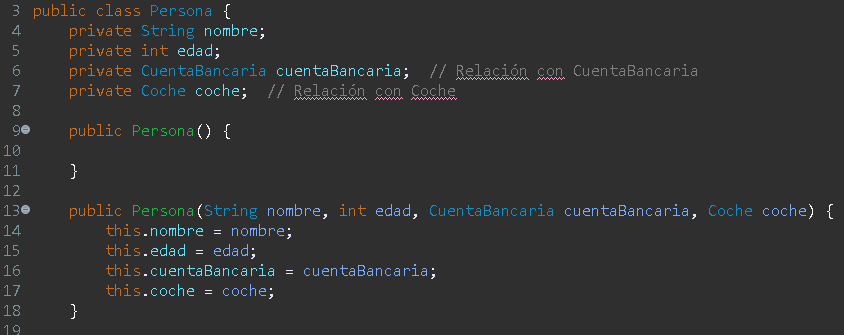 3 public class Persona {
4     private String nombre;
5     private int edad;
6     private CuentaBancaria cuentaBancaria;  // Relación con CuentaBancaria
7     private Coche coche;  // Relación con Coche
8
9     public Persona() {
10
11     }
12
13     public Persona(String nombre, int edad, CuentaBancaria cuentaBancaria, Coche coche) {
14         this.nombre = nombre;
15         this.edad = edad;
16         this.cuentaBancaria = cuentaBancaria;
17         this.coche = coche;
18     }
19